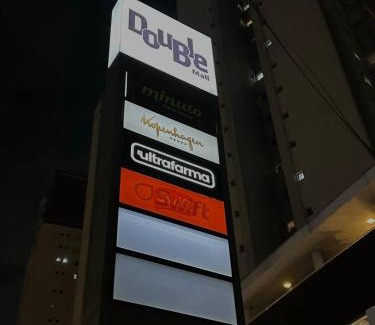 Double
Mall
minuto
Kopenhagen
ultrafarma
Swift